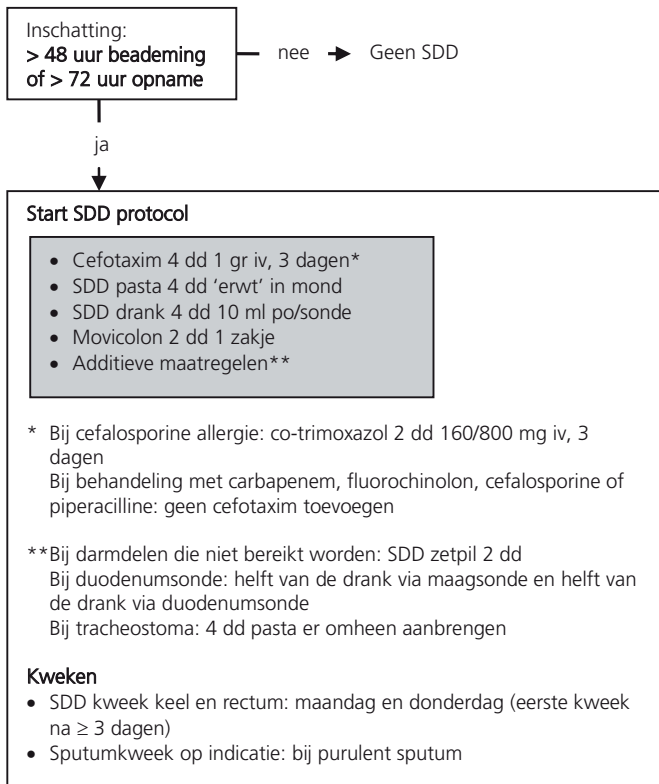 Inschatting:
> 48 uur beademing
of > 72 uur opname
nee
Geen SDD
ja
Start SDD protocol
• Cefotaxim 4 dd 1 gr iv, 3 dagen*
• SDD pasta 4 dd ‘erwt’ in mond
• SDD drank 4 dd 10 ml po/sonde
• Movicolon 2 dd 1 zakje
• Additieve maatregelen**
* Bij cefalosporine allergie: co-trimoxazol 2 dd 160/800 mg iv, 3
dagen
Bij behandeling met carbapenem, fluorochinolon, cefalosporine of
piperacilline: geen cefotaxim toevoegen
**Bij darmdelen die niet bereikt worden: SDD zetpil 2 dd
Bij duodenumsonde: helft van de drank via maagsonde en helft van
de drank via duodenumsonde
Bij tracheostoma: 4 dd pasta er omheen aanbrengen
Kweken
• SDD kweek keel en rectum: maandag en donderdag (eerste kweek
na ≥ 3 dagen)
• Sputumkweek op indicatie: bij purulent sputum